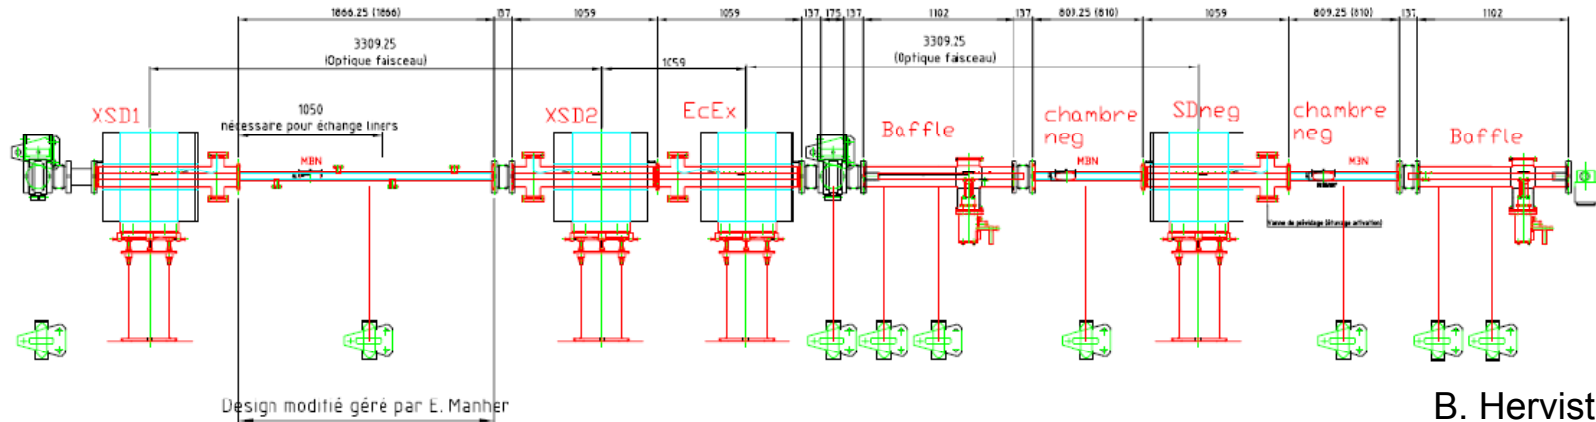 1866.25 (1866) 137 1059 1059 137 175 137 1102 137 809.25 (810) 1059 809.25 (810) 137 1102
3309.25
(Optique faisceau)
1059
3309.25
(Optique faisceau)
XSD1
1050
nécessaire pour échange liners
XSD2
EcEx
Baffle
chambre
neg
SDneg
chambre
neg
Baffle
MBN
MBN
MBN
Design modifié géré par E. Manher
B. Hervist